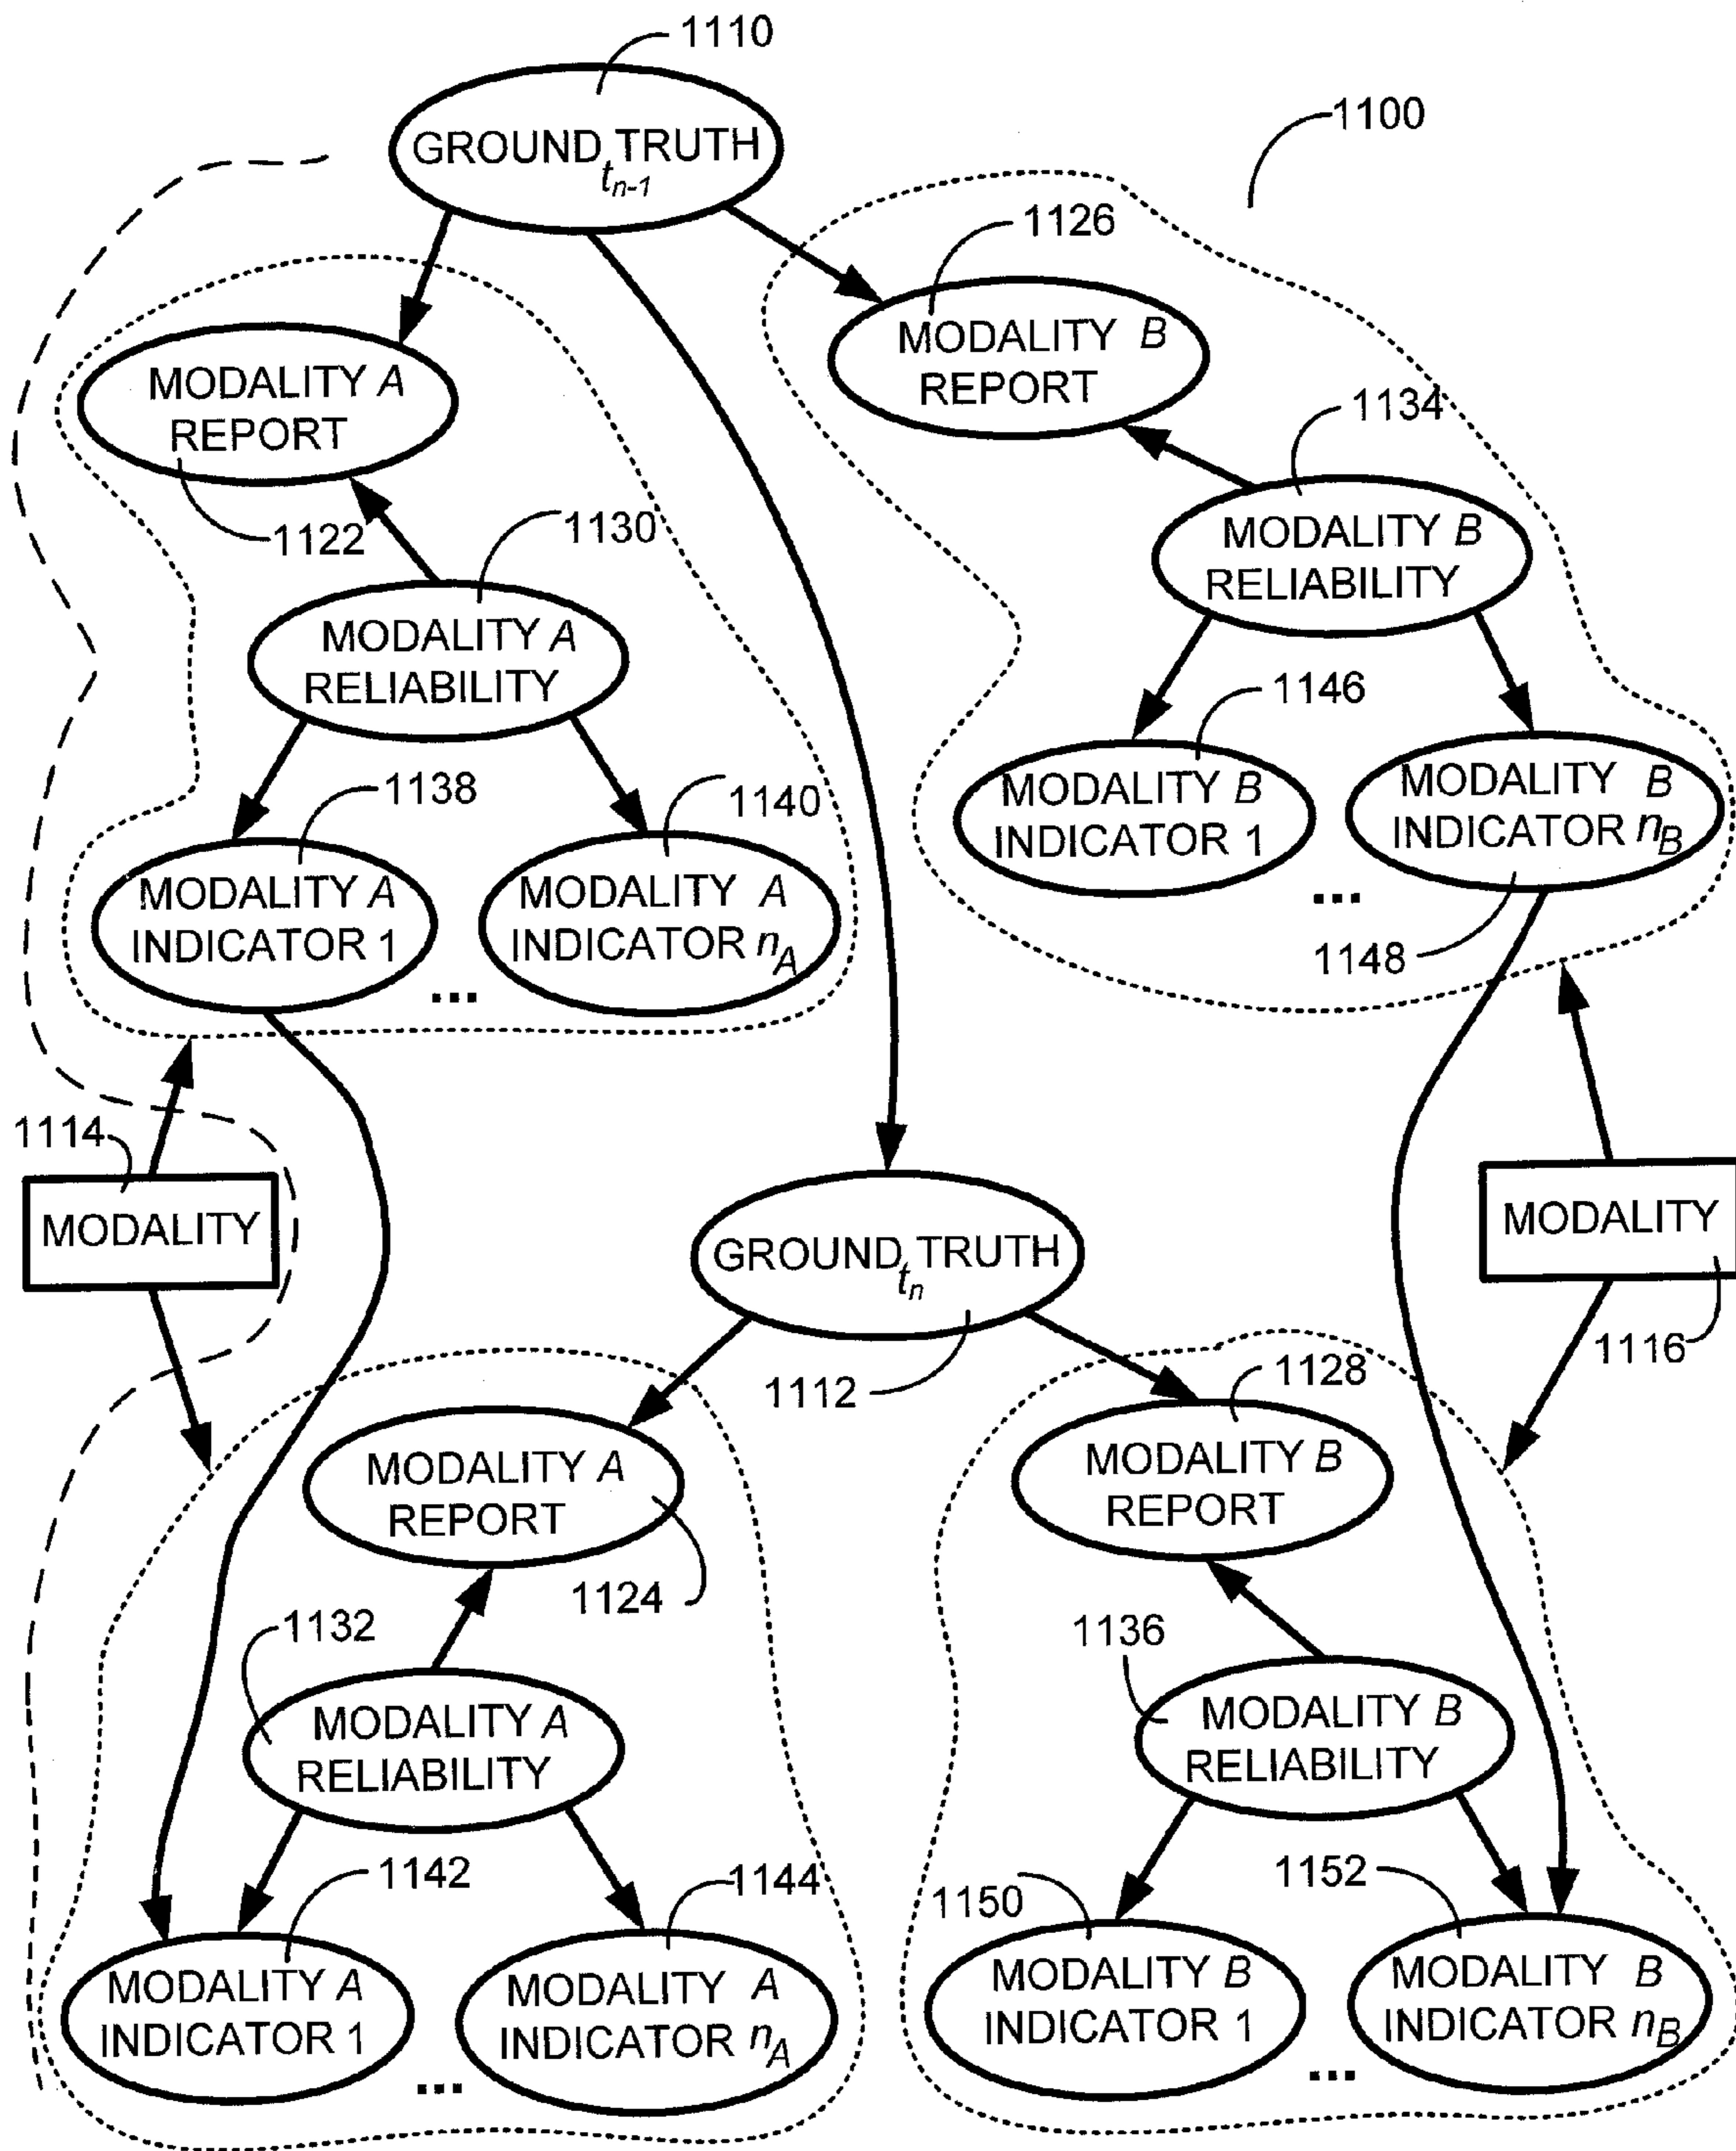 1110
GROUND TRUTH
tn-1
1100
1126
MODALITY B
REPORT
MODALITY A
REPORT
1134
1122
1130
MODALITY B
RELIABILITY
MODALITY A
RELIABILITY
1146
1138
1140
MODALITY B
INDICATOR 1
...
MODALITY B
INDICATOR nB
MODALITY A
INDICATOR 1
...
MODALITY A
INDICATOR nA
1148
1114
MODALITY
MODALITY
1116
GROUND TRUTH
tn
1112
1128
MODALITY A
REPORT
MODALITY B
REPORT
1124
1132
1136
MODALITY A
RELIABILITY
MODALITY B
RELIABILITY
1142
1144
1150
1152
MODALITY A
INDICATOR 1
...
MODALITY A
INDICATOR nA
MODALITY B
INDICATOR 1
...
MODALITY B
INDICATOR nB